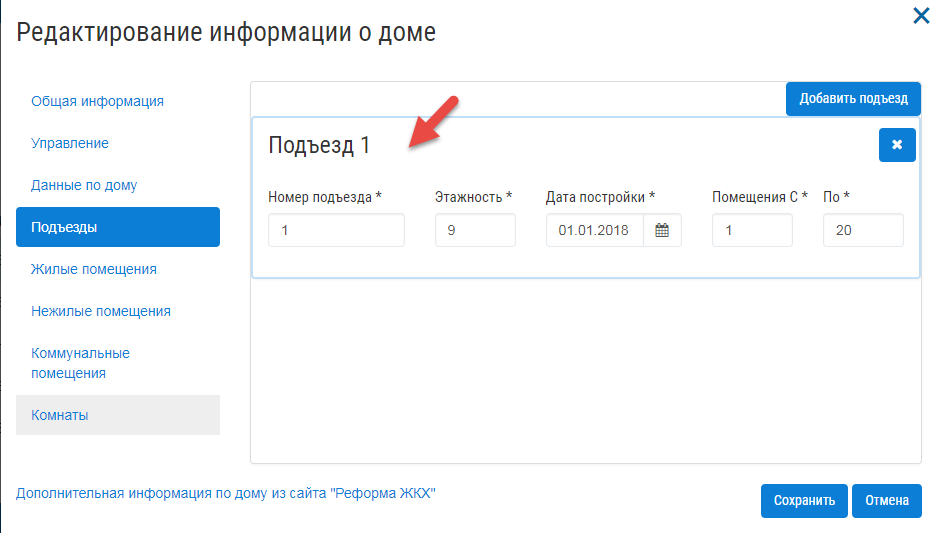 Редактирование информации о доме
Общая информация
Управление
Данные по дому
Подъезды
Жилые помещения
Нежилые помещения
Коммунальные
помещения
Комнаты
Добавить подъезд
Подъезд 1
Номер подъезда * Этажность * Дата постройки * Помещения С * По *
1 9 01.01.2018 1 20
Дополнительная информация по дому из сайта "Реформа ЖКХ"
Сохранить Отмена